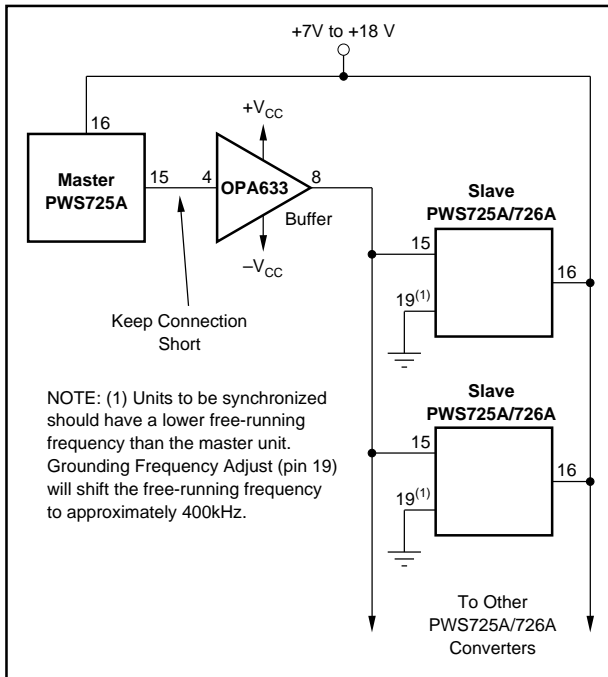 +7V to +18 V
16
+VCC
Master
PWS725A
15
4
OPA633
8
Buffer
–VCC
Keep Connection
Short
Slave
PWS725A/726A
15
16
19(1)
NOTE: (1) Units to be synchronized
should have a lower free-running
frequency than the master unit.
Grounding Frequency Adjust (pin 19)
will shift the free-running frequency
to approximately 400kHz.
Slave
PWS725A/726A
15
16
19(1)
To Other
PWS725A/726A
Converters